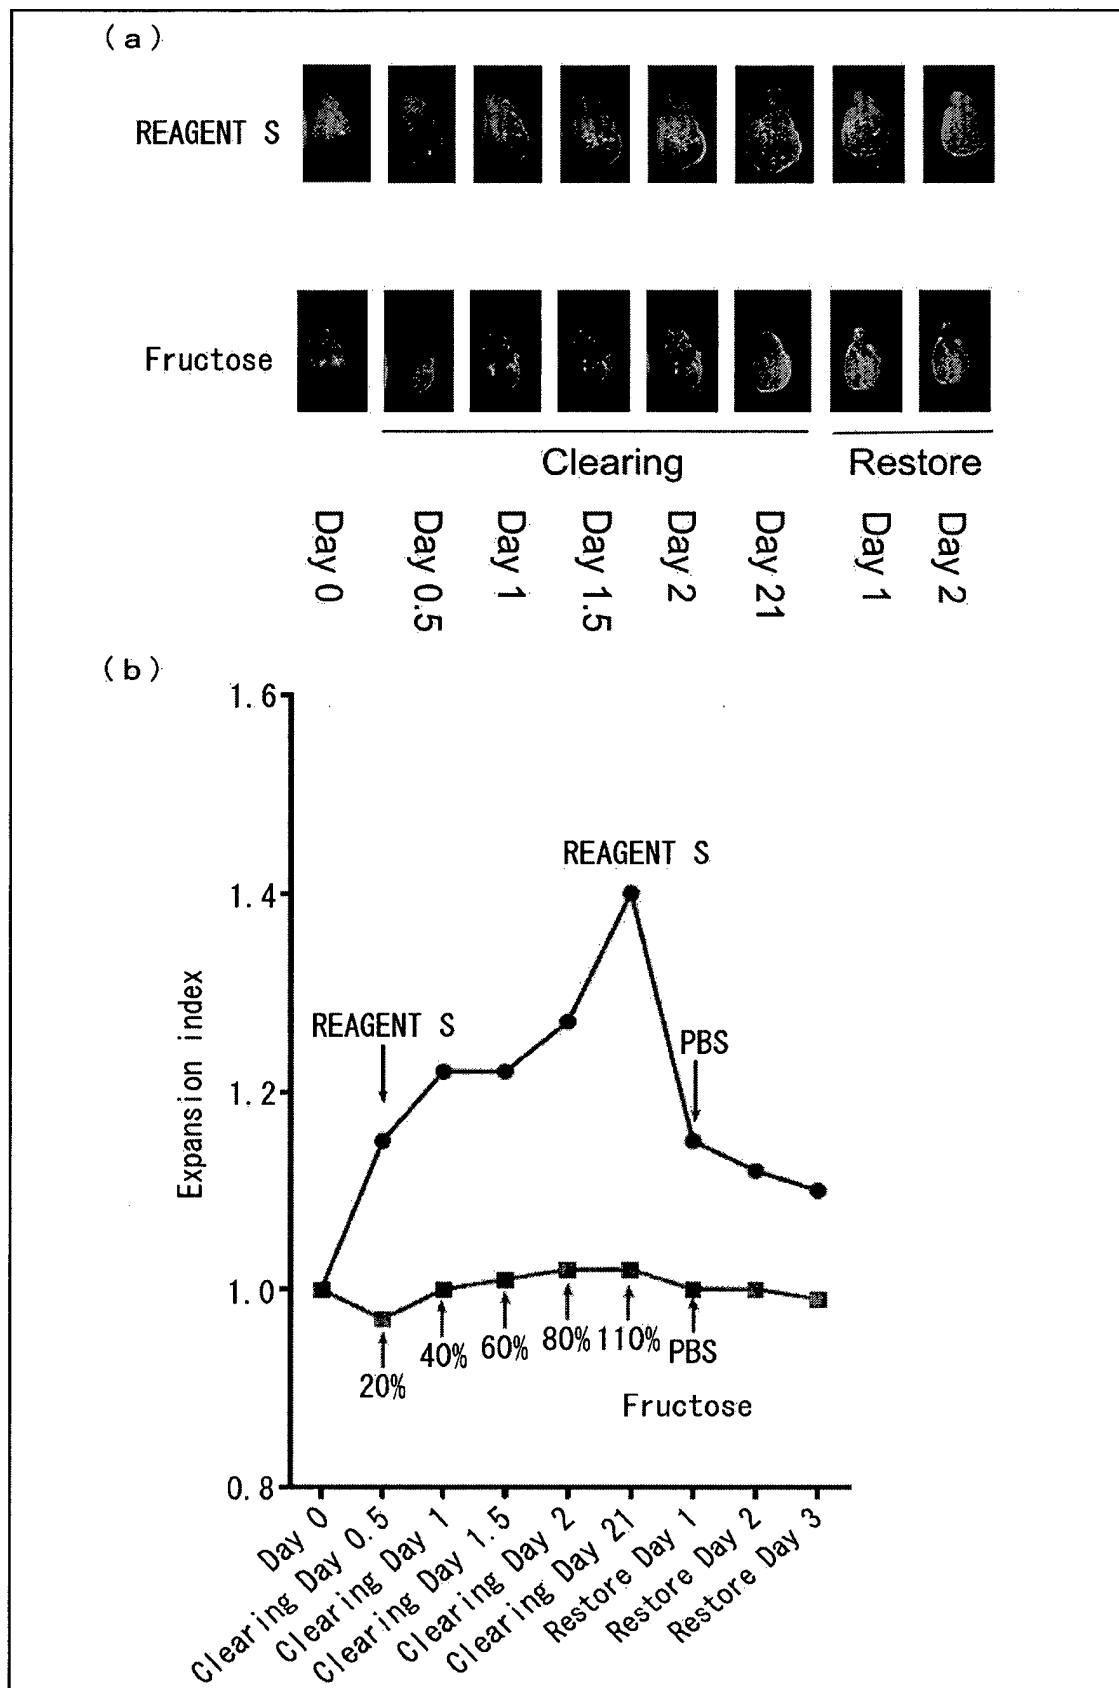 (a)
REAGENT S
Fructose
Clearing
Restore
Day 0
Day 0.5
Day 1
Day 1.5
Day 2
Day 21
Day 1
Day 2
(b)
1.6
1.4
1.2
1.0
0.8
Expansion index
REAGENT S
REAGENT S
PBS
20%
40%
60%
80%
110%
PBS
Fructose
Day 0
Clearing Day 0.5
Clearing Day 1
Clearing Day 1.5
Clearing Day 2
Clearing Day 21
Restore Day 1
Restore Day 2
Restore Day 3